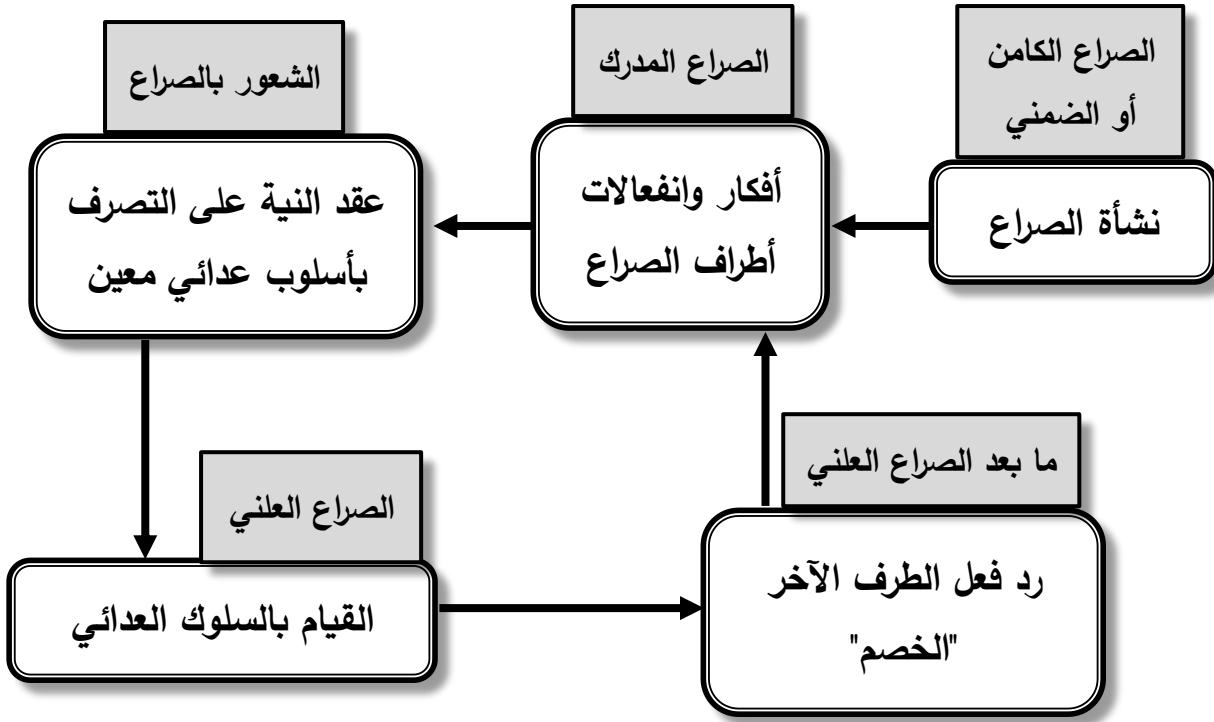 الصراع الكامن
أو الضمني
نشأة الصراع
الصراع المدرك
أفكار وانفعالات
أطراف الصراع
الشعور بالصراع
عقد النية على التصرف
بأسلوب عدائي معين
الصراع العلني
القيام بالسلوك العدائي
ما بعد الصراع العلني
رد فعل الطرف الآخر
"الخصم"